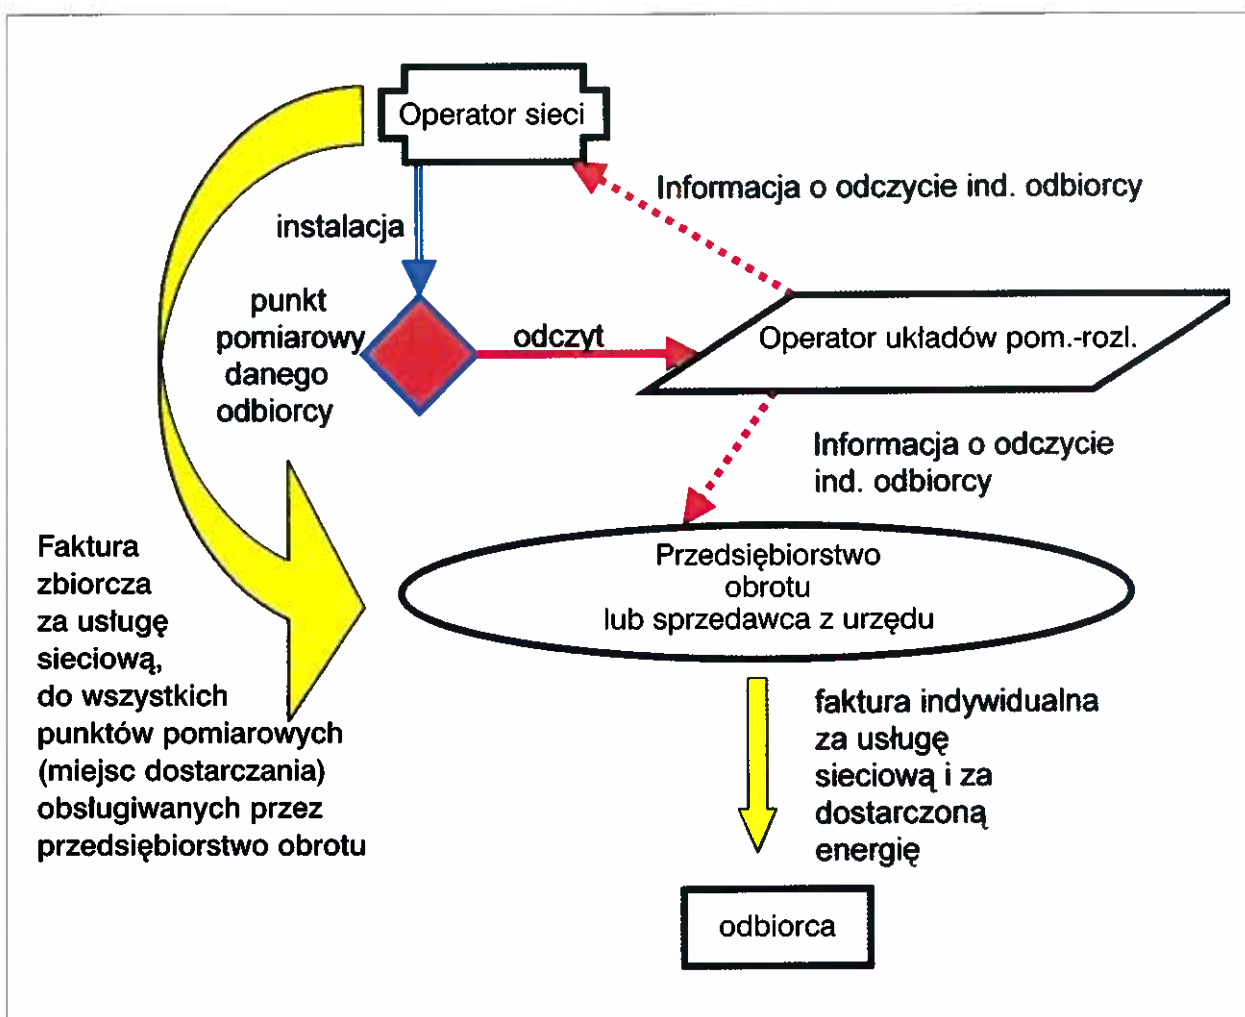 Operator sieci
Informacja o odczycie ind. odbiorcy
instalacja
punkt
pomiarowy
danego
odbiorcy
odczyt
Operator układów pom.-rozl.
Informacja o odczycie
ind. odbiorcy
Faktura
zbiorcza
za usługę
sieciową,
do wszystkich
punktów pomiarowych
(miejsc dostarczania)
obsługiwanych przez
przedsiębiorstwo obrotu
Przedsiębiorstwo
obrotu
lub sprzedawca z urzędu
faktura indywidualna
za usługę
sieciową i za
dostarczoną
energię
odbiorca